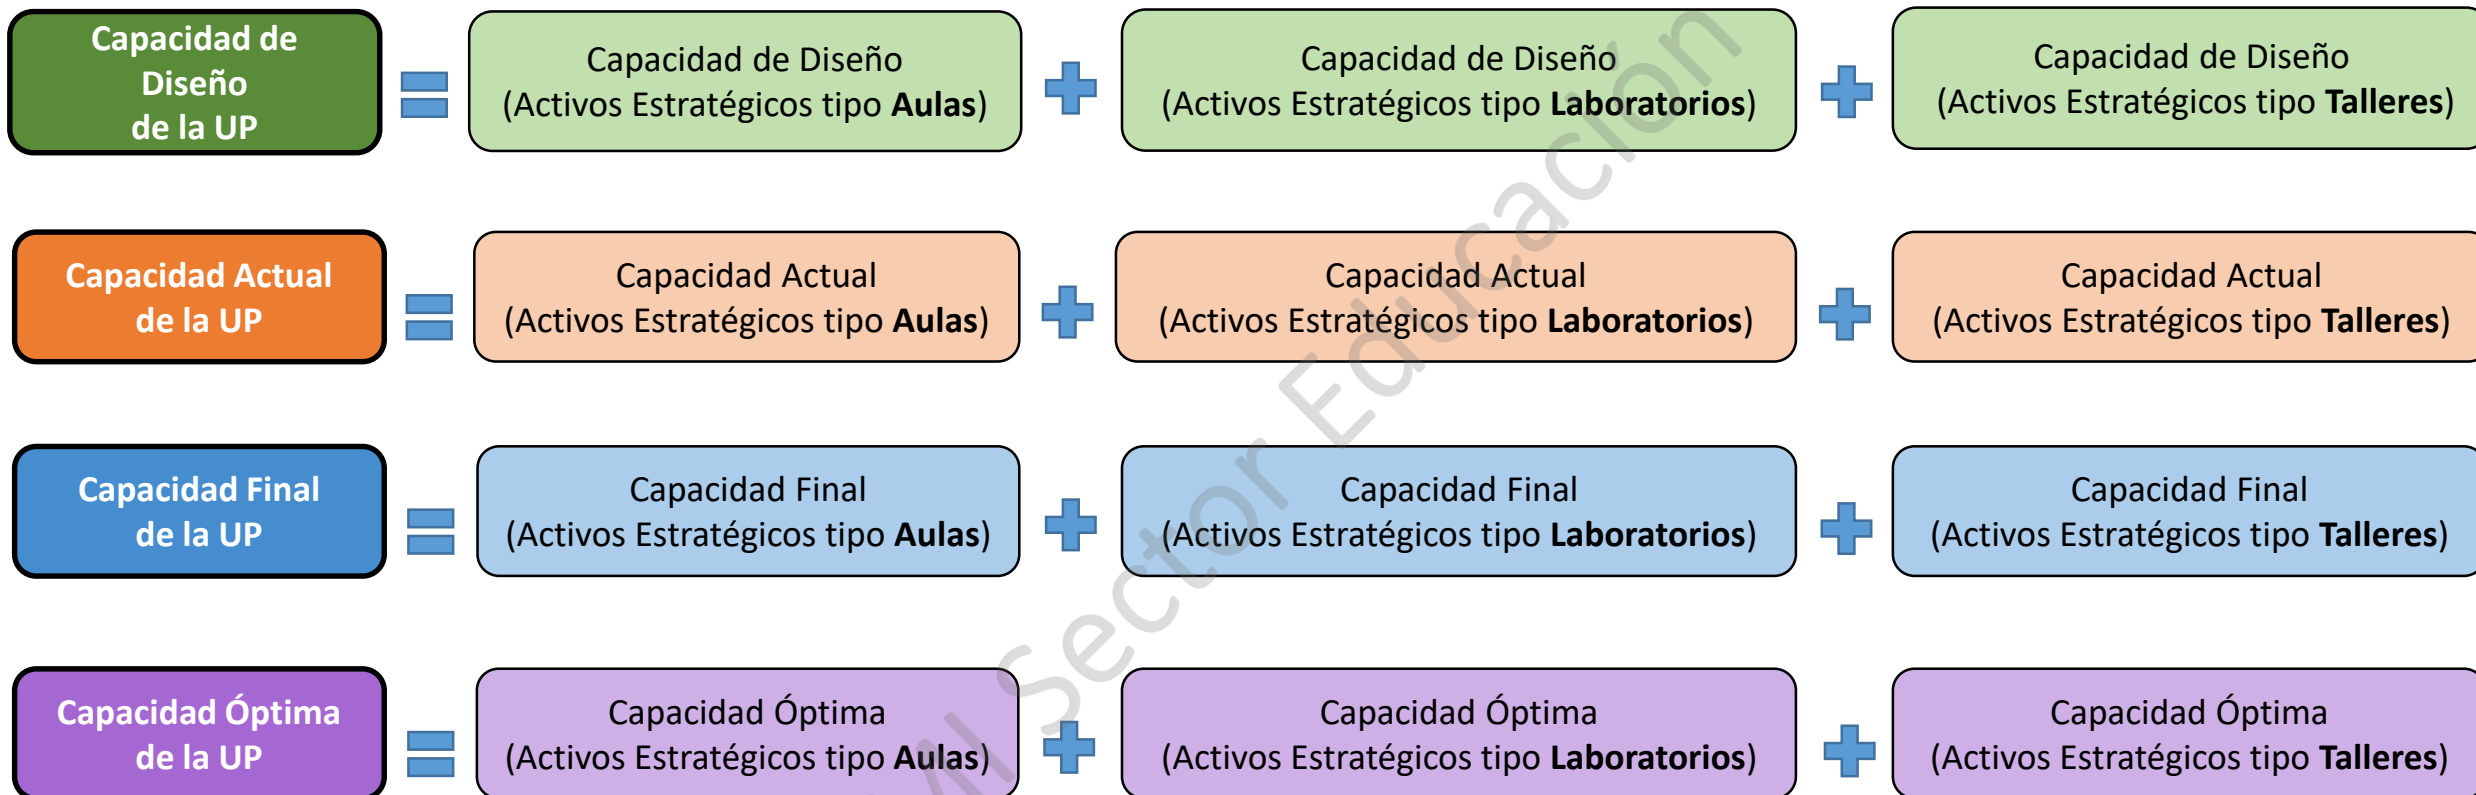 Capacidad de
Diseño
de la UP
Capacidad de Diseño
(Activos Estratégicos tipo Aulas)
Capacidad de Diseño
(Activos Estratégicos tipo Laboratorios)
Capacidad de Diseño
(Activos Estratégicos tipo Talleres)
Capacidad Actual
de la UP
Capacidad Actual
(Activos Estratégicos tipo Aulas)
Capacidad Actual
(Activos Estratégicos tipo Laboratorios)
Capacidad Actual
(Activos Estratégicos tipo Talleres)
Capacidad Final
de la UP
Capacidad Final
(Activos Estratégicos tipo Aulas)
Capacidad Final
(Activos Estratégicos tipo Laboratorios)
Capacidad Final
(Activos Estratégicos tipo Talleres)
Capacidad Óptima
de la UP
Capacidad Óptima
(Activos Estratégicos tipo Aulas)
Capacidad Óptima
(Activos Estratégicos tipo Laboratorios)
Capacidad Óptima
(Activos Estratégicos tipo Talleres)
Sector Educación